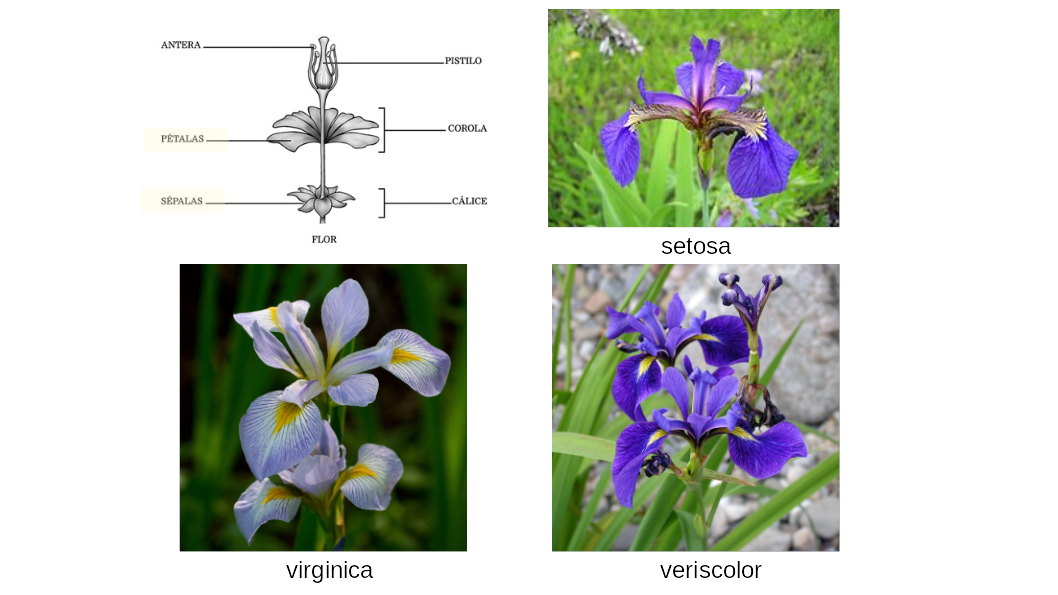 ANTERA
PISTILO
COROLA
PÉTALAS
SÉPALAS
CÁLICE
FLOR
setosa
virginica
veriscolor